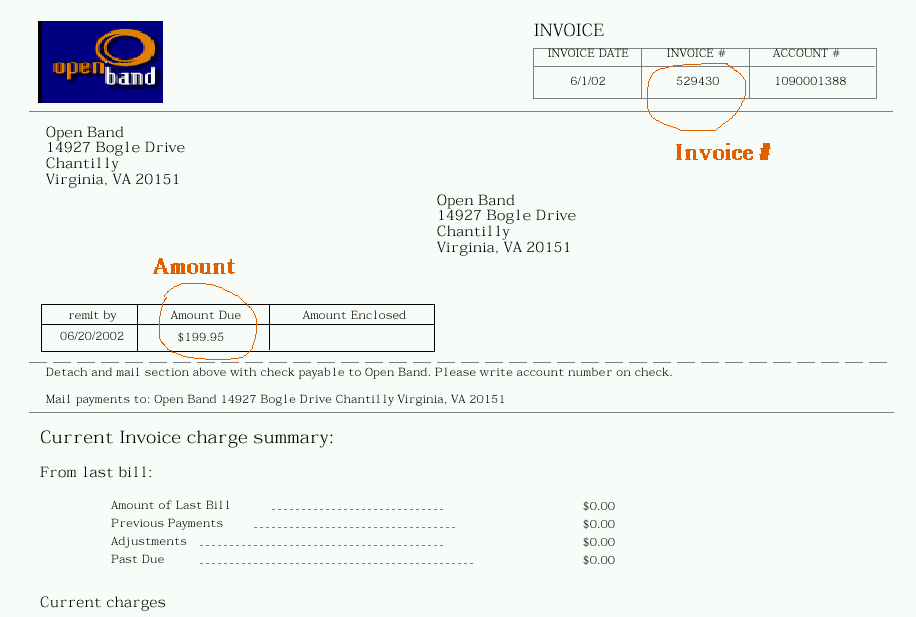 open band
INVOICE
INVOICE DATE INVOICE # ACCOUNT #
6/1/02 529430 1090001388
Invoice #
Open Band
14927 Bogle Drive
Chantilly
Virginia, VA 20151
Open Band
14927 Bogle Drive
Chantilly
Virginia, VA 20151
Amount
remit by Amount Due Amount Enclosed
06/20/2002 $199.95
Detach and mail section above with check payable to Open Band. Please write account number on check.
Mail payments to: Open Band 14927 Bogle Drive Chantilly Virginia, VA 20151
Current Invoice charge summary:
From last bill:
Amount of Last Bill $0.00
Previous Payments $0.00
Adjustments $0.00
Past Due $0.00
Current charges